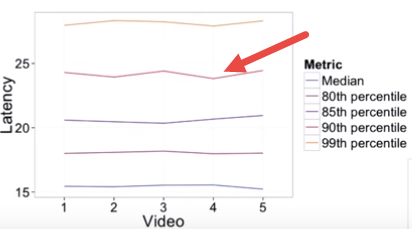 25
20
15
Latency
1 2 3 4 5
Video
Metric
Median
80th percentile
85th percentile
90th percentile
99th percentile